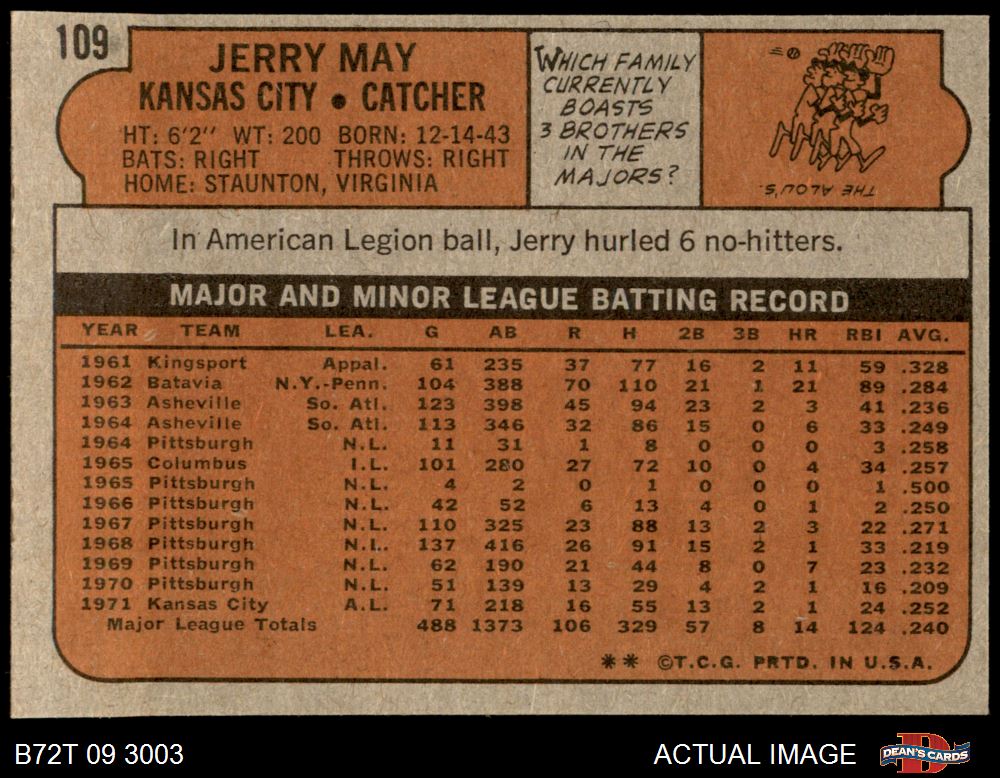 109
JERRY MAY
KANSAS CITY • CATCHER
HT: 6'2" WT: 200 BORN: 12-14-43
BATS: RIGHT THROWS: RIGHT
HOME: STAUNTON, VIRGINIA
WHICH FAMILY
CURRENTLY
BOASTS
3 BROTHERS
IN THE
MAJORS?
THE ALOU'S.
In American Legion ball, Jerry hurled 6 no-hitters.
MAJOR AND MINOR LEAGUE BATTING RECORD
YEAR TEAM LEA. G AB R H 2B 3B HR RBI AVG.
1961 Kingsport Appal. 61 235 37 77 16 2 11 59 .328
1962 Batavia N.Y.-Penn. 104 388 70 110 21 1 21 89 .284
1963 Asheville So. Atl. 123 398 45 94 23 2 3 41 .236
1964 Asheville So. Atl. 113 346 32 86 15 0 6 33 .249
1964 Pittsburgh N.L. 11 31 1 8 0 0 0 3 .258
1965 Columbus I.L. 101 280 27 72 10 0 4 34 .257
1965 Pittsburgh N.L. 4 2 0 1 0 0 0 1 .500
1966 Pittsburgh N.L. 42 52 6 13 4 0 1 2 .250
1967 Pittsburgh N.L. 110 325 23 88 13 2 3 22 .271
1968 Pittsburgh N.L. 137 416 26 91 15 2 1 33 .219
1969 Pittsburgh N.L. 62 190 21 44 8 0 7 23 .232
1970 Pittsburgh N.L. 51 139 13 29 4 2 1 16 .209
1971 Kansas City A.L. 71 218 16 55 13 2 1 24 .252
Major League Totals 488 1373 106 329 57 8 14 124 .240
** ©T.C.G. PRTD. IN U.S.A.
B72T 09 3003
ACTUAL IMAGE
DEAN'S CARDS